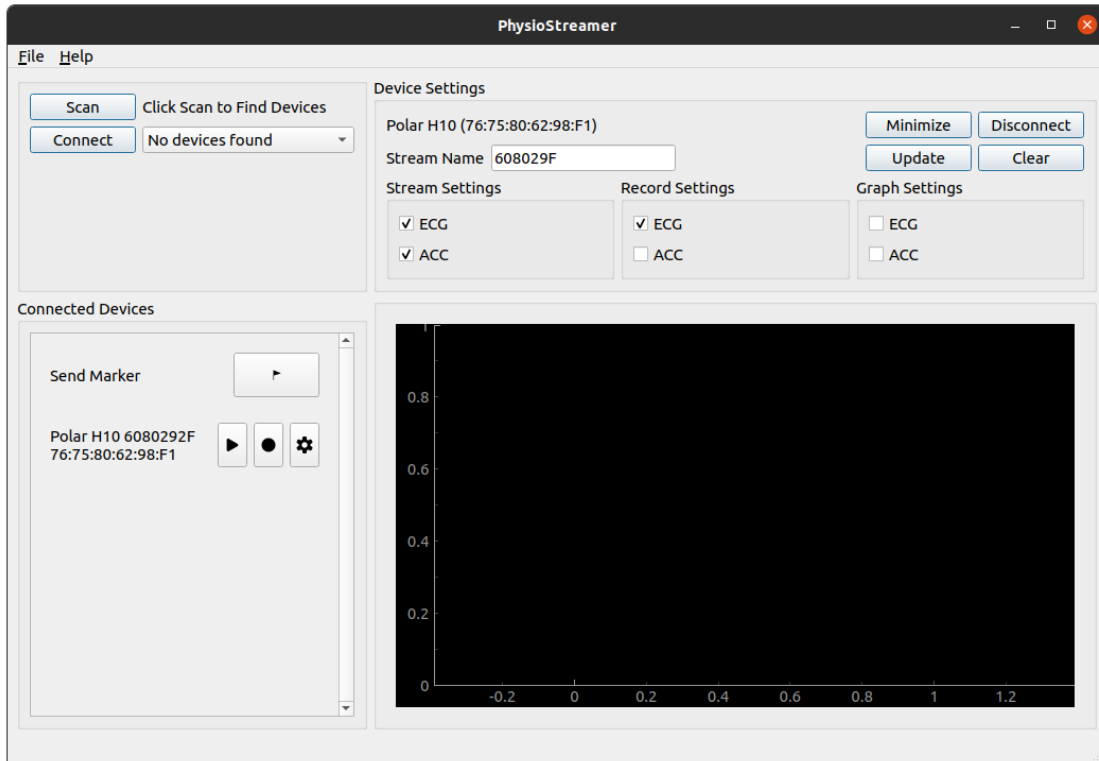 PhysioStreamer
File Help
Scan Click Scan to Find Devices
Connect No devices found
Device Settings
Polar H10 (76:75:80:62:98:F1)
Minimize Disconnect
Stream Name 608029F
Update Clear
Stream Settings Record Settings Graph Settings
ECG ECG ECG
ACC ACC ACC
Connected Devices
Send Marker
Polar H10 6080292F
76:75:80:62:98:F1
1
0.8
0.6
0.4
0.2
0
-0.2 0 0.2 0.4 0.6 0.8 1 1.2